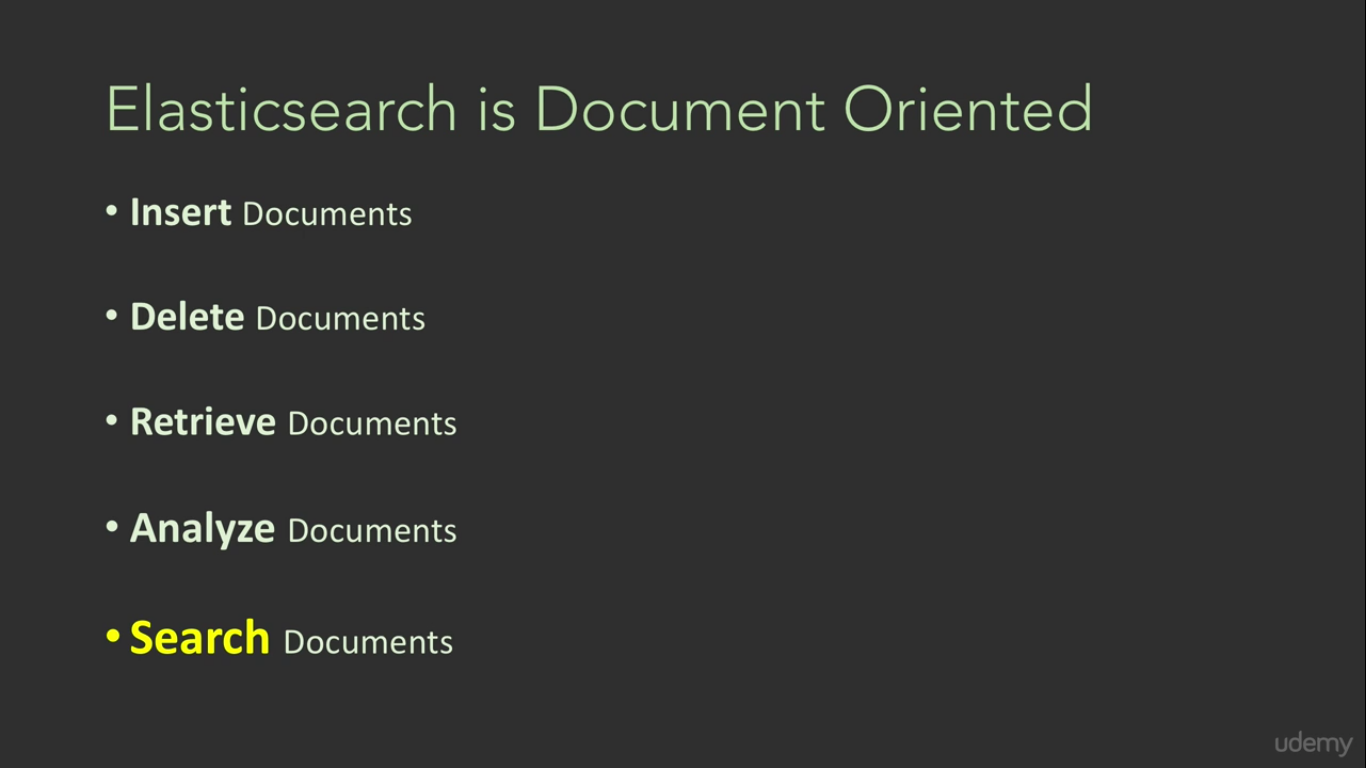 Elasticsearch is Document Oriented
• Insert Documents
• Delete Documents
• Retrieve Documents
• Analyze Documents
• Search Documents
udemy